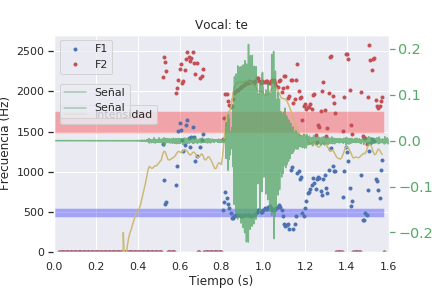 Vocal: te
Frecuencia (Hz)
2500
2000
1500
1000
500
0
F1
F2
Señal
Señal
Intensidad
0.2
0.1
0.0
−0.1
−0.2
0.0 0.2 0.4 0.6 0.8 1.0 1.2 1.4 1.6
Tiempo (s)